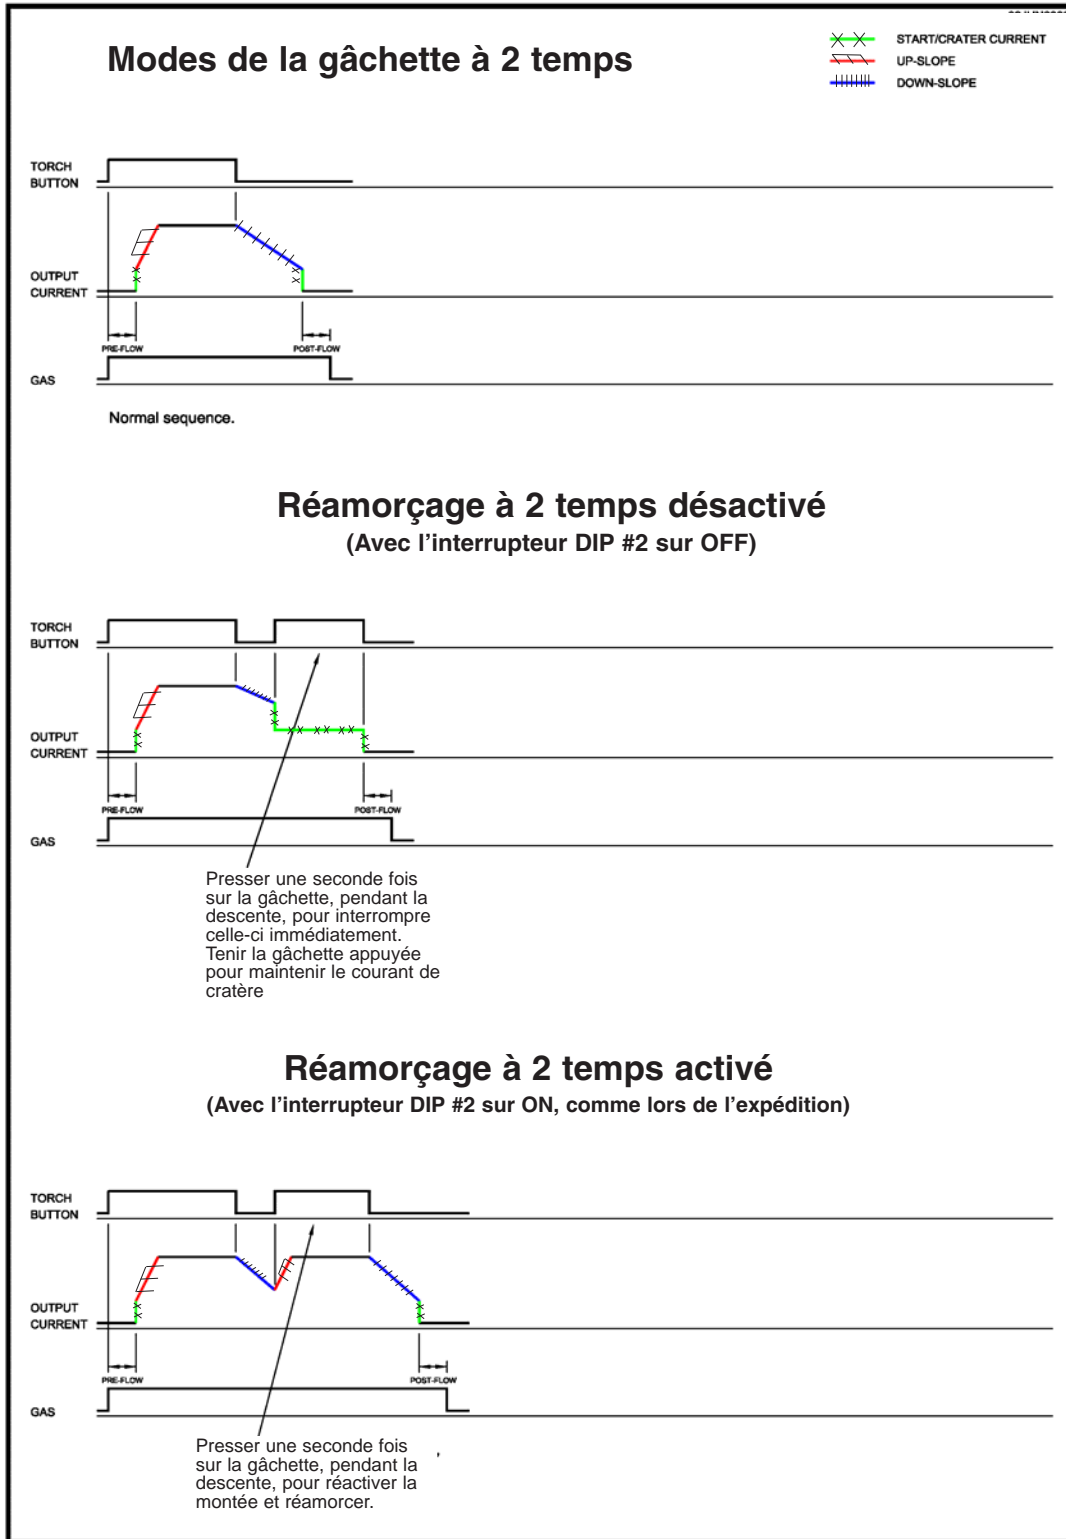 Modes de la gâchette à 2 temps
START/CRATER CURRENT
UP-SLOPE
DOWN-SLOPE
TORCH
BUTTON
OUTPUT
CURRENT
PRE-FLOW
POST-FLOW
GAS
Normal sequence.
Réamorçage à 2 temps désactivé
(Avec l'interrupteur DIP #2 sur OFF)
TORCH
BUTTON
OUTPUT
CURRENT
PRE-FLOW
POST-FLOW
GAS
Presser une seconde fois
sur la gâchette, pendant la
descente, pour interrompre
celle-ci immédiatement.
Tenir la gâchette appuyée
pour maintenir le courant de
cratère
Réamorçage à 2 temps activé
(Avec l'interrupteur DIP #2 sur ON, comme lors de l'expédition)
TORCH
BUTTON
OUTPUT
CURRENT
PRE-FLOW
POST-FLOW
GAS
Presser une seconde fois
sur la gâchette, pendant la
descente, pour réactiver la
montée et réamorcer.